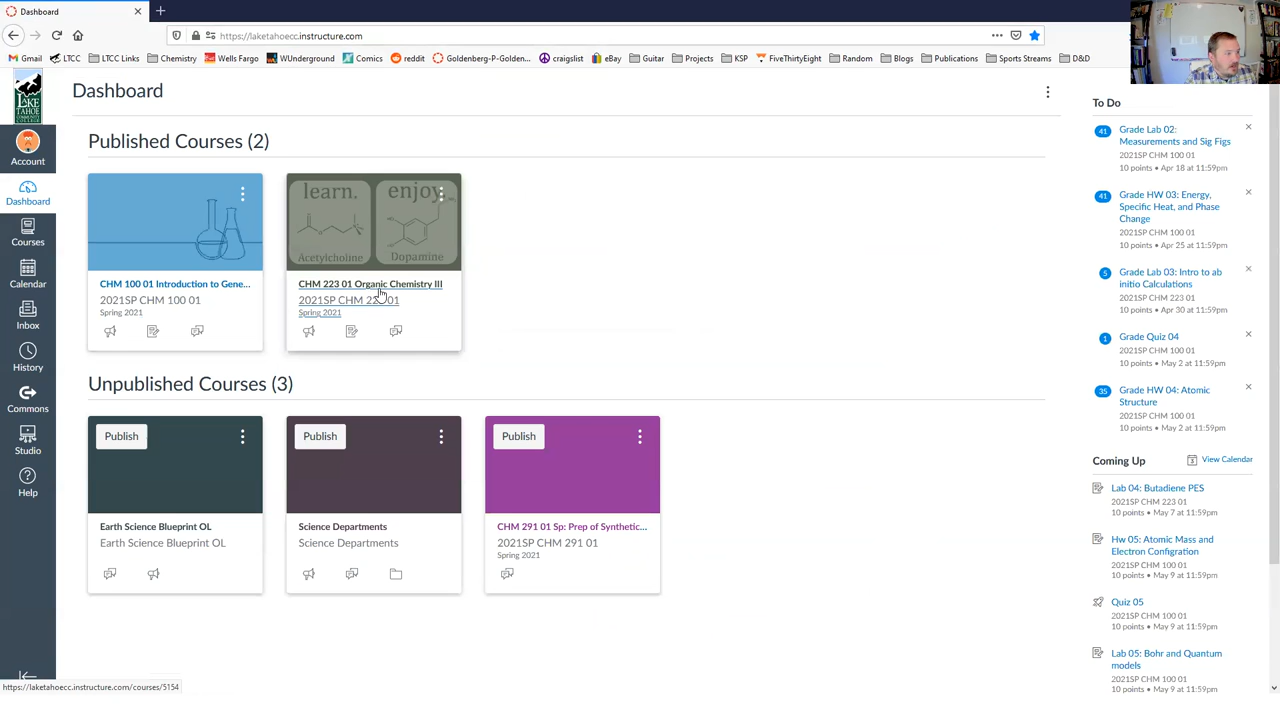 Dashboard
https://laketahoecc.instructure.com
Gmail
LTCC
LTCC Links
Chemistry
Wells Fargo
WUnderground
Comics
reddit
Goldenberg-P-Golden...
craigslist
eBay
Guitar
Projects
KSP
FiveThirtyEight
Random
Blogs
Publications
Sports Streams
D&D
LAKE
TAHOE
Account
Dashboard
Courses
Calendar
Inbox
History
Commons
Studio
Help
Dashboard
Published Courses (2)
CHM 100 01 Introduction to Gene...
2021SP CHM 100 01
Spring 2021
learn.
Acetylcholine
enjoy.
Dopamine
CHM 223 01 Organic Chemistry III
2021SP CHM 223 01
Spring 2021
Unpublished Courses (3)
Publish
Earth Science Blueprint OL
Earth Science Blueprint OL
Publish
Science Departments
Science Departments
Publish
CHM 291 01 Sp: Prep of Synthetic...
2021SP CHM 291 01
Spring 2021
To Do
41
Grade Lab 02:
Measurements and Sig Figs
2021SP CHM 100 01
10 points • Apr 18 at 11:59pm
41
Grade HW 03: Energy,
Specific Heat, and Phase
Change
2021SP CHM 100 01
10 points • Apr 25 at 11:59pm
5
Grade Lab 03: Intro to ab
initio Calculations
2021SP CHM 223 01
10 points • Apr 30 at 11:59pm
1
Grade Quiz 04
2021SP CHM 100 01
10 points • May 2 at 11:59pm
35
Grade HW 04: Atomic
Structure
2021SP CHM 100 01
10 points • May 2 at 11:59pm
Coming Up
View Calendar
Lab 04: Butadiene PES
2021SP CHM 223 01
10 points • May 7 at 11:59pm
Hw 05: Atomic Mass and
Electron Configration
2021SP CHM 100 01
10 points • May 9 at 11:59pm
Quiz 05
2021SP CHM 100 01
10 points • May 9 at 11:59pm
Lab 05: Bohr and Quantum
models
2021SP CHM 100 01
10 points • May 9 at 11:59pm
https://laketahoecc.instructure.com/courses/5154